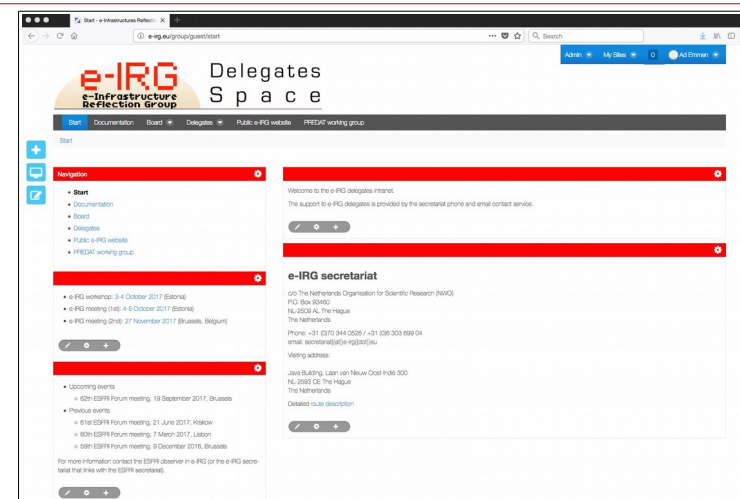 Start - e-Infrastructures Reflectio
e-irg.eu/group/guest/start
Search
Admin My Sites 0 Ad Emmen
e-IRG
e-Infrastructure
Reflection Group
Delegates
Space
Start Documentation Board Delegates Public e-IRG website PREDAT working group
Start
Navigation
Start
Documentation
Board
Delegates
Public e-IRG website
PREDAT working group
e-IRG workshop: 3-4 October 2017 (Estonia)
e-IRG meeting (1st): 4-5 October 2017 (Estonia)
e-IRG meeting (2nd): 27 November 2017 (Brussels, Belgium)
Upcoming events
62th ESFRI Forum meeting, 19 September 2017, Brussels
Previous events
61st ESFRI Forum meeting, 21 June 2017, Krakow
60th ESFRI Forum meeting, 7 March 2017, Lisbon
59th ESFRI Forum meeting, 9 December 2016, Brussels
For more information contact the ESFRI observer in e-IRG (or the e-IRG secre-
tariat that links with the ESFRI secretariat).
Welcome to the e-IRG delegates intranet.
The support to e-IRG delegates is provided by the secretariat phone and email contact service.
e-IRG secretariat
c/o The Netherlands Organisation for Scientific Research (NWO)
P.O. Box 93460
NL-2509 AL The Hague
The Netherlands
Phone: +31 (0)70 344 0526 / +31 (0)6 303 699 04
email: secretariat{(at)}e-irg{(dot)}eu
Visiting address:
Java Building, Laan van Nieuw Oost-Indië 300
NL-2593 CE The Hague
The Netherlands
Detailed route description